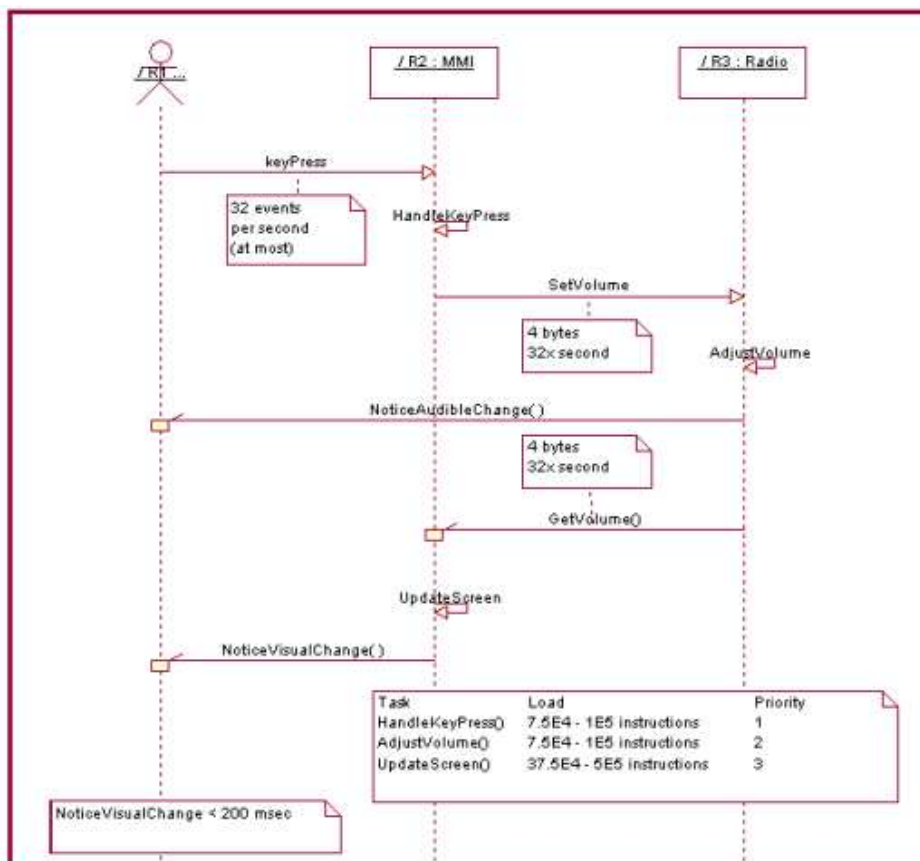 / R1 ...
/ R2 : MMI
/ R3 : Radio
keyPress
32 events
per second
(at most)
HandleKeyPress
SetVolume
4 bytes
32x second
AdjustVolume
NoticeAudibleChange()
4 bytes
32x second
GetVolume()
UpdateScreen
NoticeVisualChange()
Task Load Priority
HandleKeyPress() 7.5E4 - 1E5 instructions 1
AdjustVolume() 7.5E4 - 1E5 instructions 2
UpdateScreen() 37.5E4 - 5E5 instructions 3
NoticeVisualChange < 200 msec